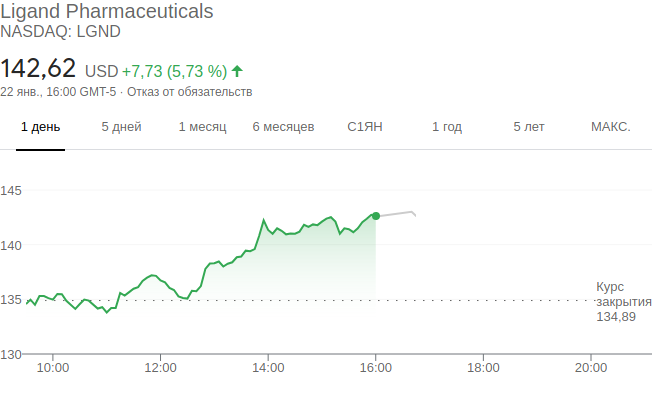 Ligand Pharmaceuticals
NASDAQ: LGND
142,62 USD +7,73 (5,73 %)
22 янв., 16:00 GMT-5 · Отказ от обязательств
1 день 5 дней 1 месяц 6 месяцев С1ЯН 1 год 5 лет МАКС.
145
140
135
130
Курс
закрытия
134,89
10:00 12:00 14:00 16:00 18:00 20:00